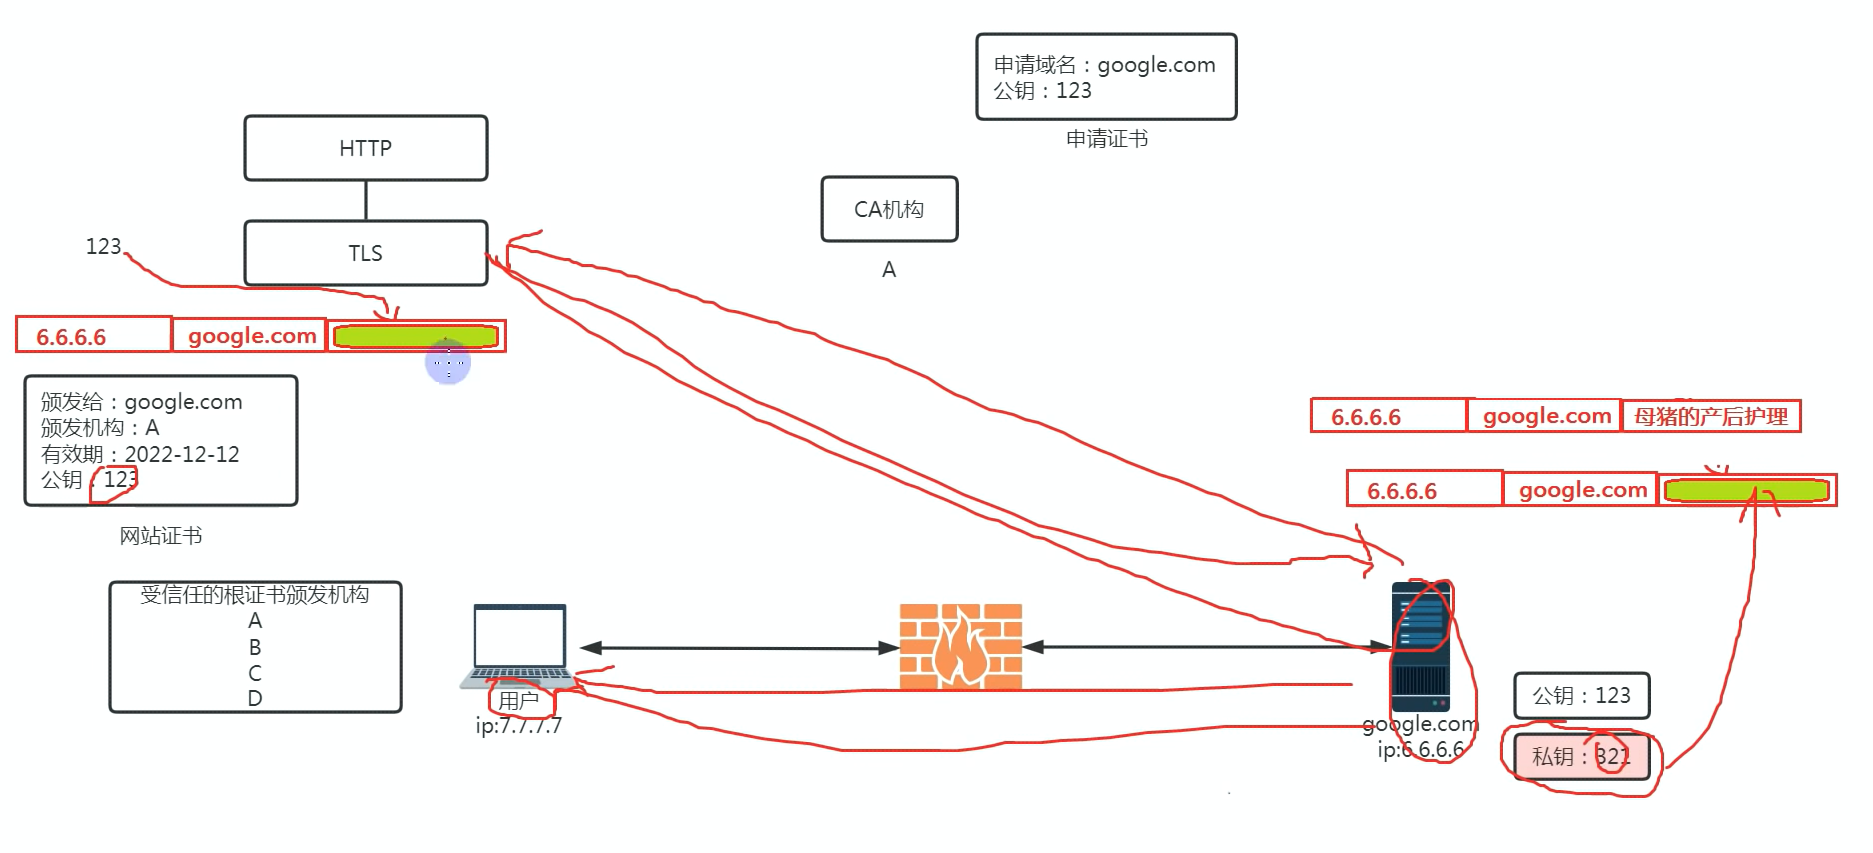 申请域名：google.com
公钥：123
申请证书
HTTP
CA机构
A
TLS
123
6.6.6.6 google.com
颁发给：google.com
颁发机构：A
有效期：2022-12-12
公钥：123
网站证书
6.6.6.6 google.com 母猪的产后护理
6.6.6.6 google.com
受信任的根证书颁发机构
A
B
C
D
用户
ip:7.7.7.7
google.com
ip:6.6.6.6
公钥：123
私钥：321